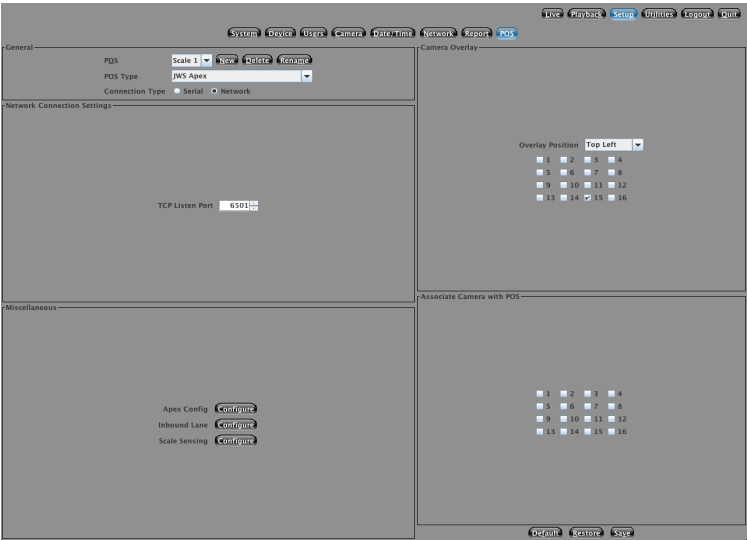 Live Playback Setup Utilities Logout Quit
System Device Users Camera Date/Time Network Report POS
General
POS Scale 1 New Delete Rename
POS Type JWS Apex
Connection Type Serial Network
Network Connection Settings
TCP Listen Port 6501
Miscellaneous
Apex Config Configure
Inbound Lane Configure
Scale Sensing Configure
Camera Overlay
Overlay Position Top Left
1 2 3 4
5 6 7 8
9 10 11 12
13 14 15 16
Associate Camera with POS
1 2 3 4
5 6 7 8
9 10 11 12
13 14 15 16
Default Restore Save